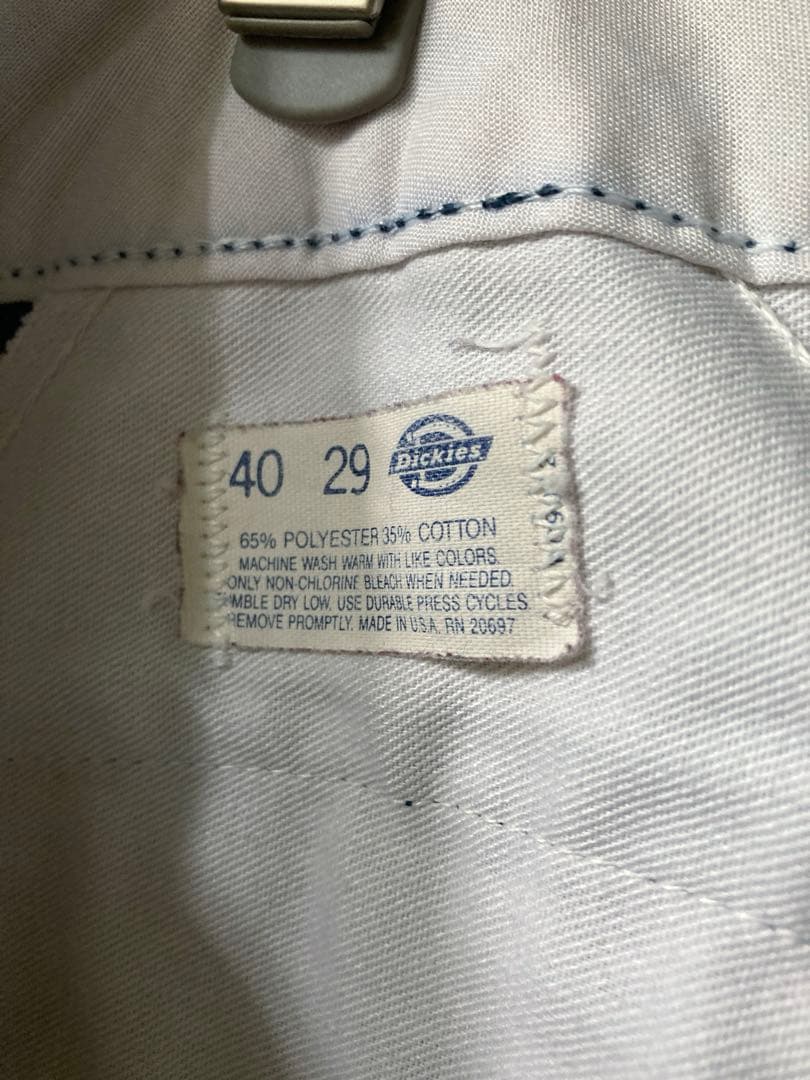 40 29 Dickies
65% POLYESTER 35% COTTON
MACHINE WASH WARM WITH LIKE COLORS.
ONLY NON-CHLORINE BLEACH WHEN NEEDED.
MBLE DRY LOW. USE DURABLE PRESS CYCLES.
REMOVE PROMPTLY. MADE IN U.S.A. RN 20697